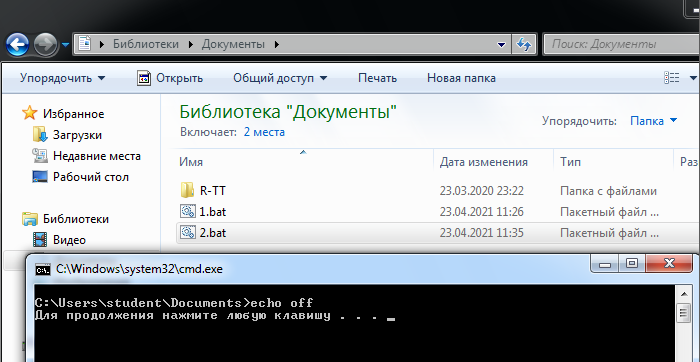 Библиотеки ▸ Документы ▸
Поиск: Документы
Упорядочить ▾ Открыть Общий доступ ▾ Печать Новая папка
Избранное
Загрузки
Недавние места
Рабочий стол
Библиотеки
Видео
Библиотека "Документы"
Включает: 2 места
Упорядочить: Папка ▾
Имя Дата изменения Тип Раз
R-TT 23.03.2020 23:22 Папка с файлами
1.bat 23.04.2021 11:26 Пакетный файл ...
2.bat 23.04.2021 11:35 Пакетный файл ...
C:\Windows\system32\cmd.exe
C:\Users\student\Documents>echo off
Для продолжения нажмите любую клавишу . . . _